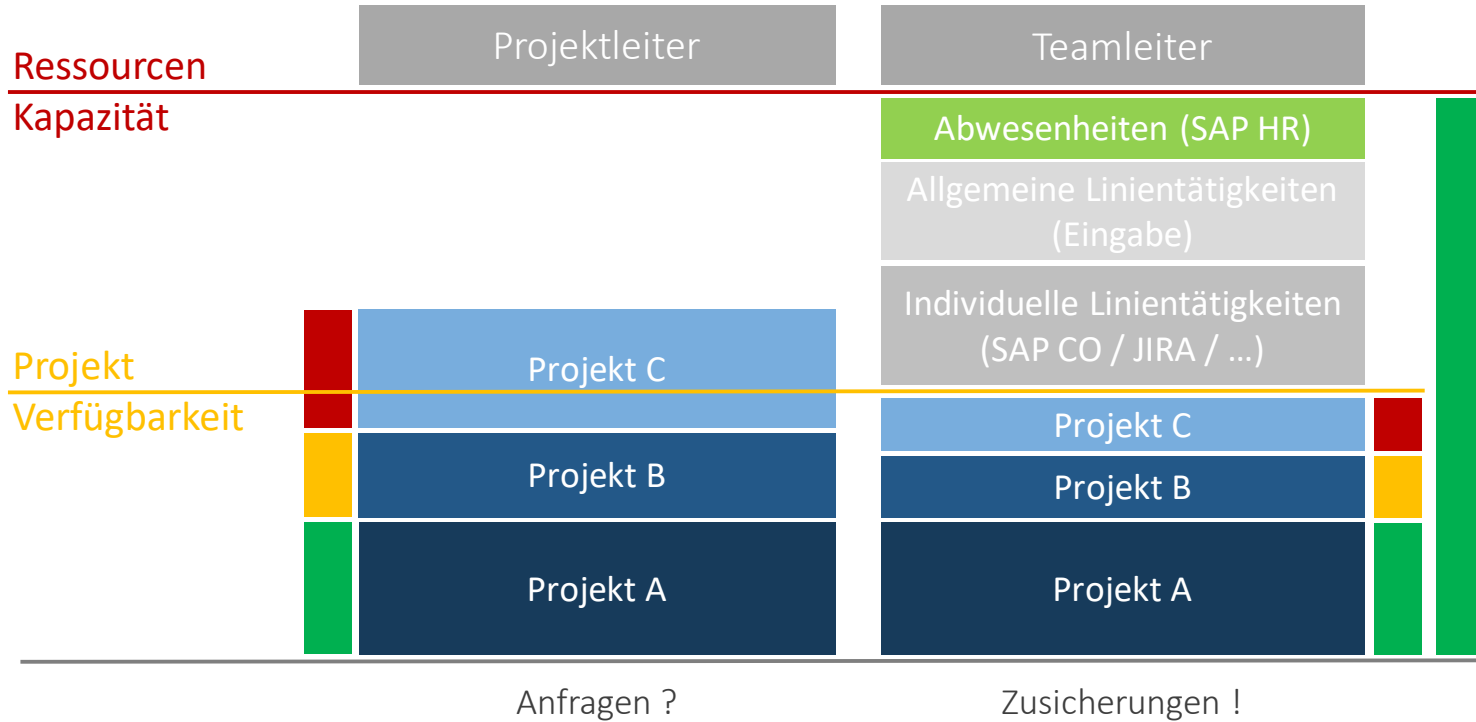 Projektleiter
Teamleiter
Ressourcen
Kapazität
Abwesenheiten (SAP HR)
Allgemeine Linientätigkeiten
(Eingabe)
Individuelle Linientätigkeiten
(SAP CO / JIRA / ...)
Projekt
Verfügbarkeit
Projekt C
Projekt B
Projekt A
Projekt C
Projekt B
Projekt A
Anfragen ?
Zusicherungen !